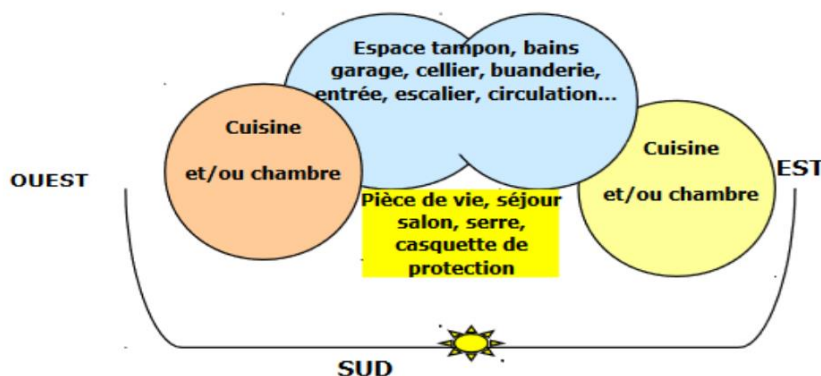 Espace tampon, bains
garage, cellier, buanderie,
entrée, escalier, circulation...
Cuisine
et/ou chambre
Cuisine
et/ou chambre
OUEST
EST
Pièce de vie, séjour
salon, serre,
casquette de
protection
SUD